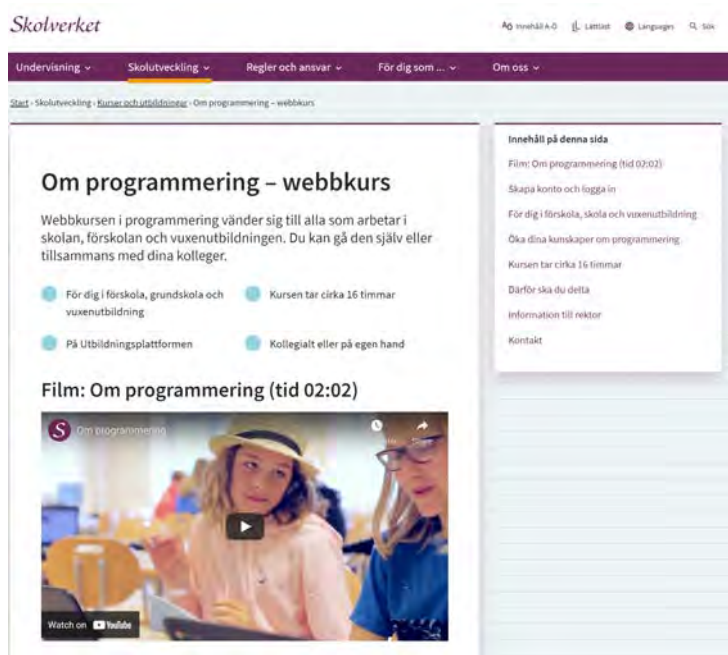 Skolverket
Innehåll A-Ö
Lättläst
Languages
Sök
Undervisning
Skolutveckling
Regler och ansvar
För dig som ...
Om oss
Start › Skolutveckling › Kurser och utbildningar › Om programmering – webbkurs
Om programmering – webbkurs
Webbkursen i programmering vänder sig till alla som arbetar i
skolan, förskolan och vuxenutbildningen. Du kan gå den själv eller
tillsammans med dina kolleger.
För dig i förskola, grundskola och
vuxenutbildning
Kursen tar cirka 16 timmar
På Utbildningsplattformen
Kollegialt eller på egen hand
Film: Om programmering (tid 02:02)
S Om programmering
Watch on YouTube
Innehåll på denna sida
Film: Om programmering (tid 02:02)
Skapa konto och logga in
För dig i förskola, skola och vuxenutbildning
Öka dina kunskaper om programmering
Kursen tar cirka 16 timmar
Därför ska du delta
Information till rektor
Kontakt